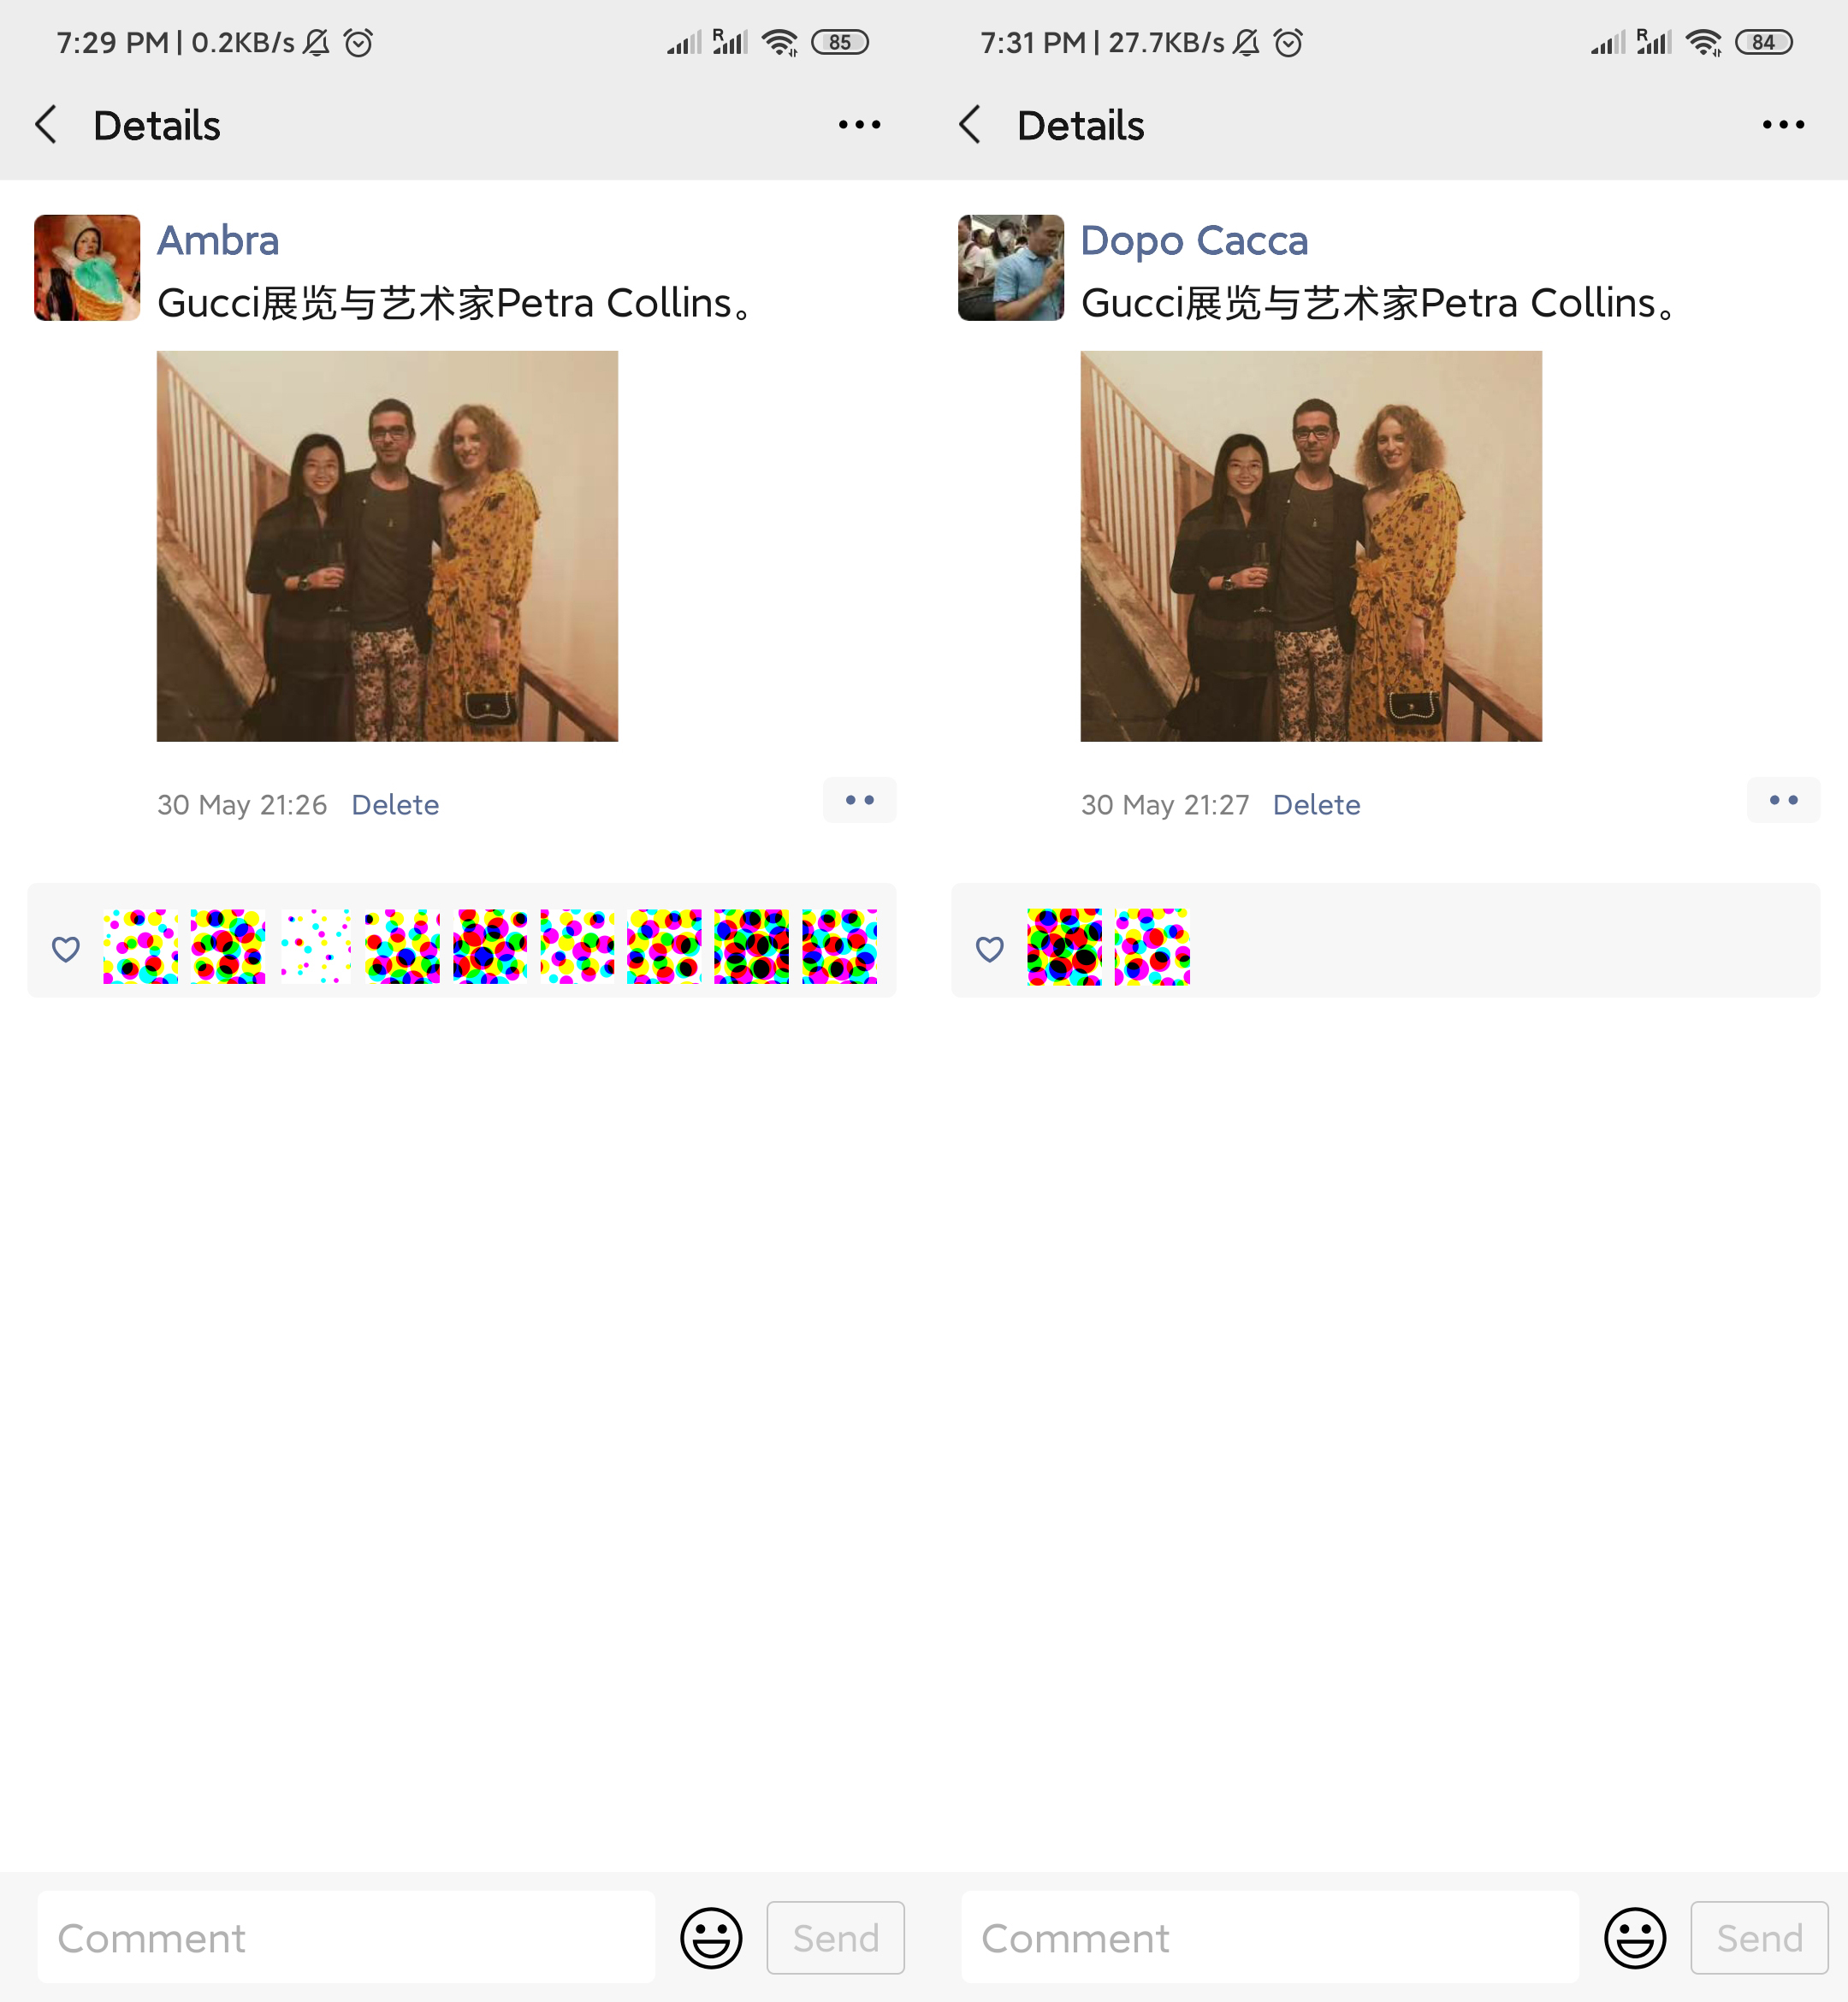 7:29 PM | 0.2KB/s
R
85
Details
Ambra
Gucci展览与艺术家Petra Collins。
30 May 21:26 Delete
Comment
Send
7:31 PM | 27.7KB/s
R
84
Details
Dopo Cacca
Gucci展览与艺术家Petra Collins。
30 May 21:27 Delete
Comment
Send